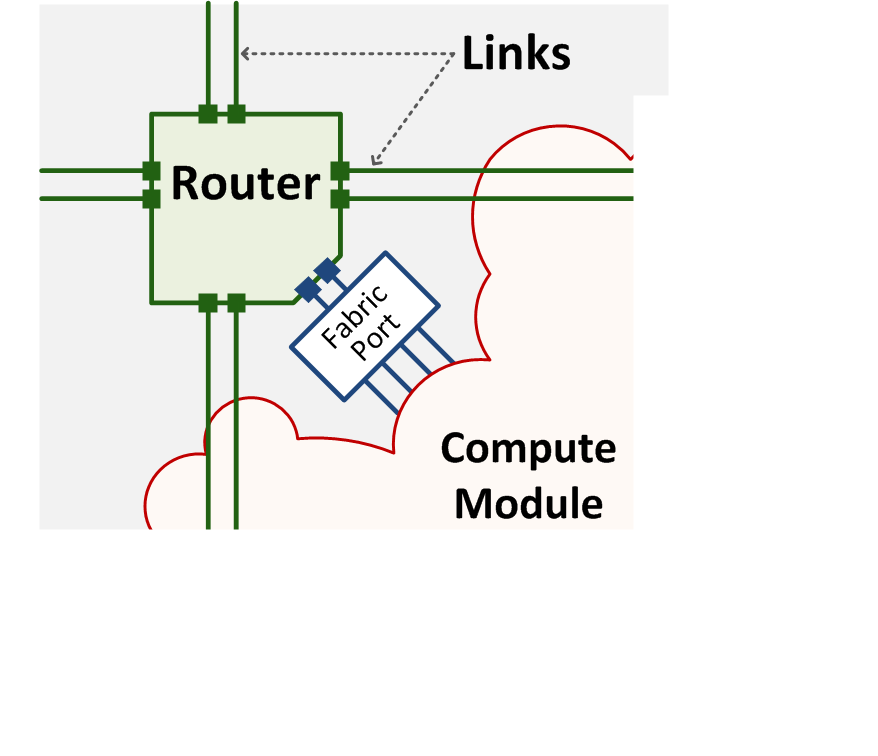 Links
Router
Fabric
Port
Compute
Module